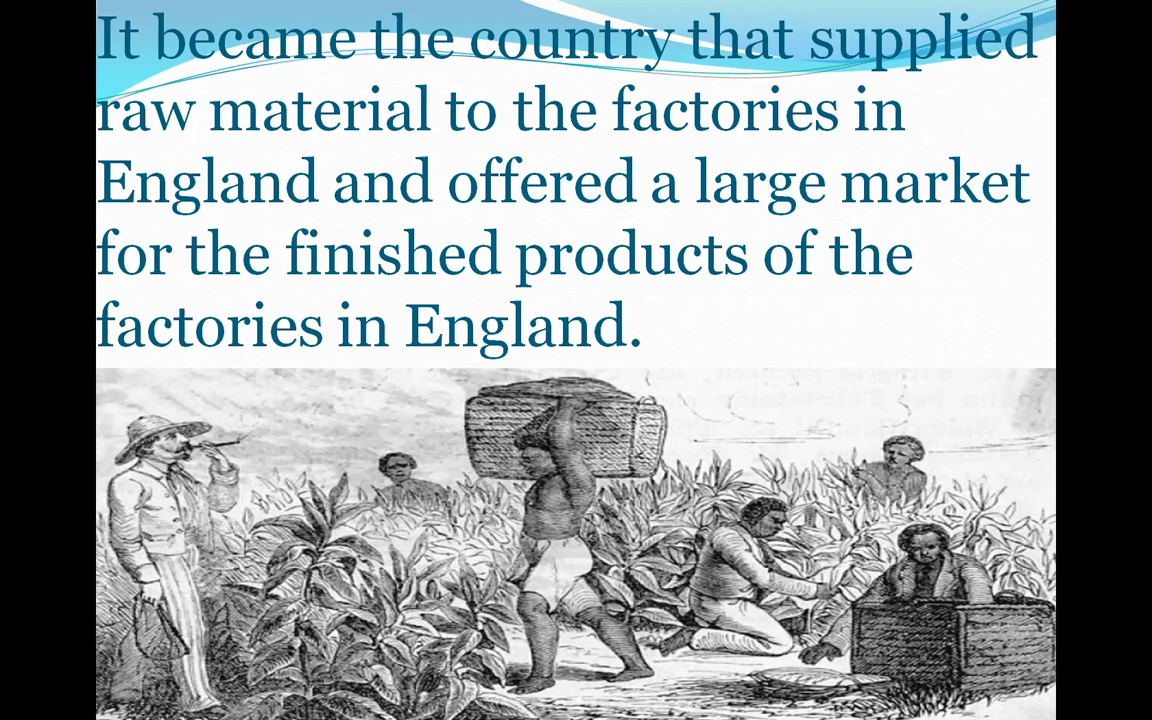 It became the country that supplied
raw material to the factories in
England and offered a large market
for the finished products of the
factories in England.